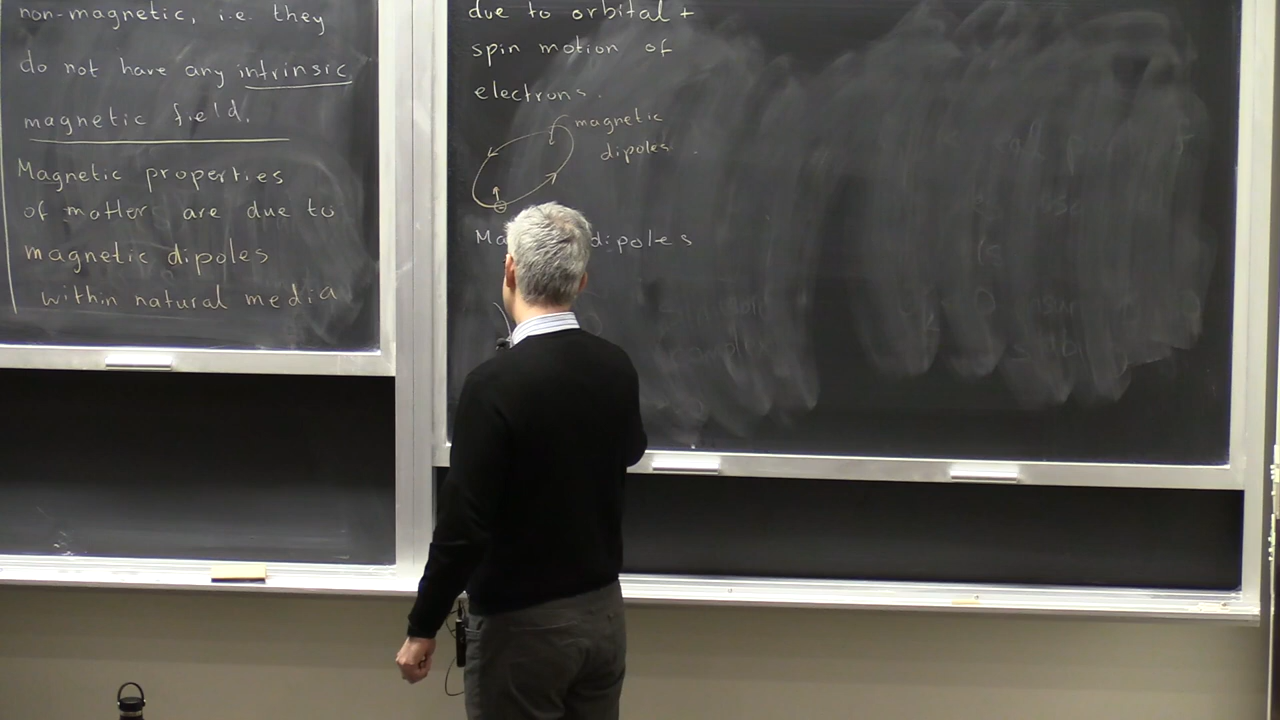 non-magnetic, i.e. they
do not have any intrinsic
magnetic field.
Magnetic properties
of matter are due to
magnetic dipoles
within natural media
due to orbital +
spin motion of
electrons.
magnetic
dipoles
Ma dipoles